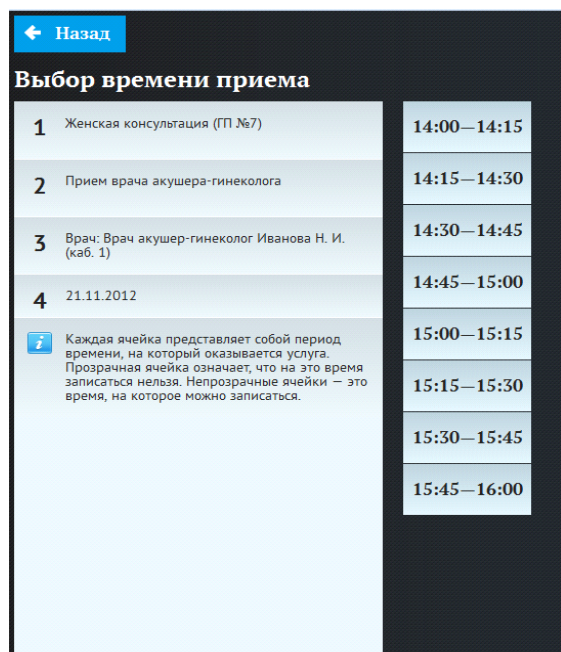 Назад
Выбор времени приема
1 Женская консультация (ГП №7)
2 Прием врача акушера-гинеколога
3 Врач: Врач акушер-гинеколог Иванова Н. И.
(каб. 1)
4 21.11.2012
i Каждая ячейка представляет собой период
времени, на который оказывается услуга.
Прозрачная ячейка означает, что на это время
записаться нельзя. Непрозрачные ячейки — это
время, на которое можно записаться.
14:00—14:15
14:15—14:30
14:30—14:45
14:45—15:00
15:00—15:15
15:15—15:30
15:30—15:45
15:45—16:00